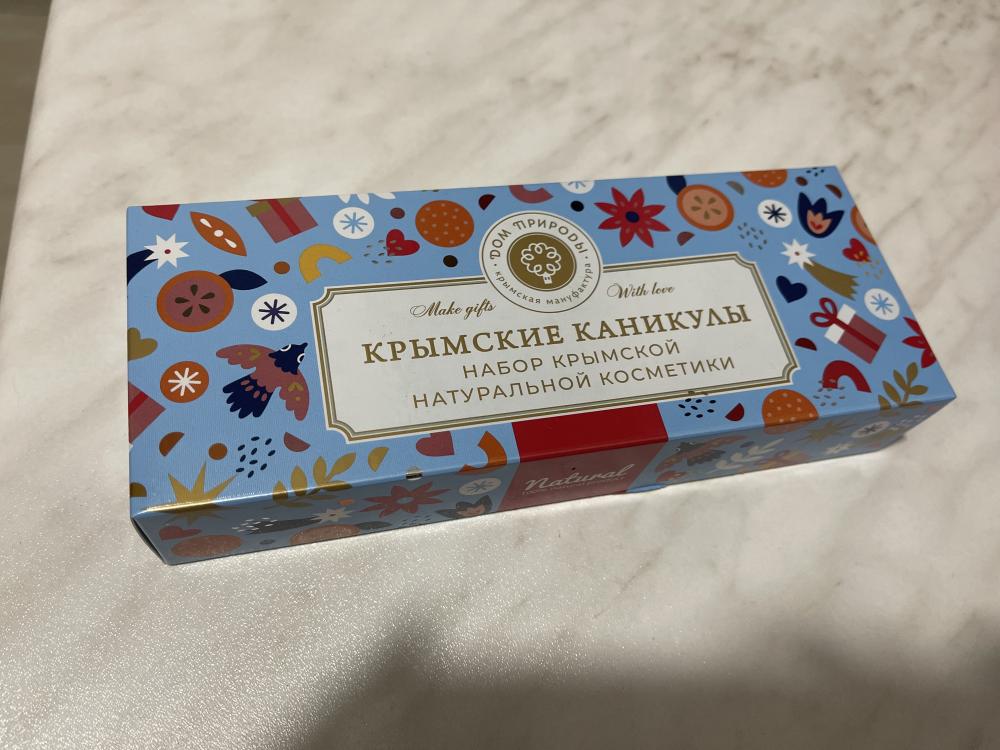 ДОМ ПРИРОДЫ
крымская мануфактура
Make gifts With love
КРЫМСКИЕ КАНИКУЛЫ
НАБОР КРЫМСКОЙ
НАТУРАЛЬНОЙ КОСМЕТИКИ
Natural